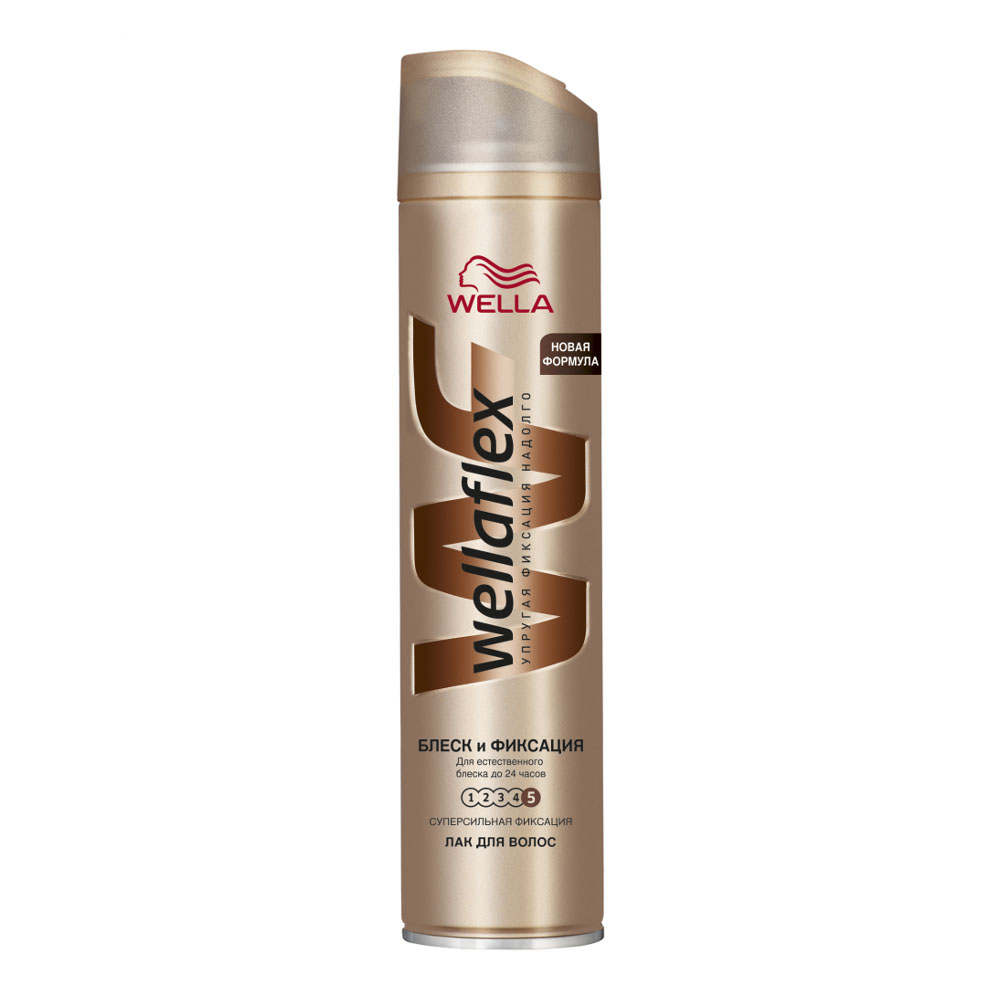 WELLA
НОВАЯ
ФОРМУЛА
wellaflex
УПРУГАЯ ФИКСАЦИЯ НАДОЛГО
БЛЕСК и ФИКСАЦИЯ
Для естественного
блеска до 24 часов
1 2 3 4 5
СУПЕРСИЛЬНАЯ ФИКСАЦИЯ
ЛАК ДЛЯ ВОЛОС